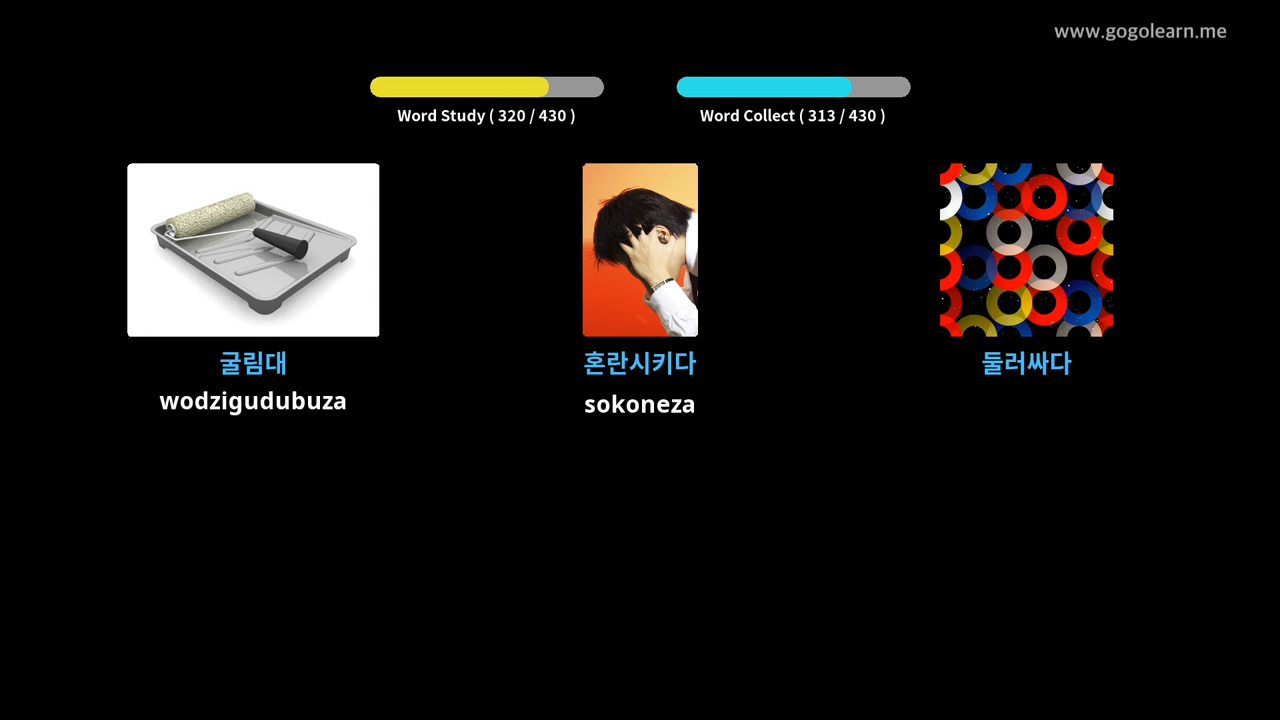 www.gogolearn.me
Word Study ( 320 / 430 )
Word Collect ( 313 / 430 )
굴림대
wodzigudubuza
혼란시키다
sokoneza
둘러싸다